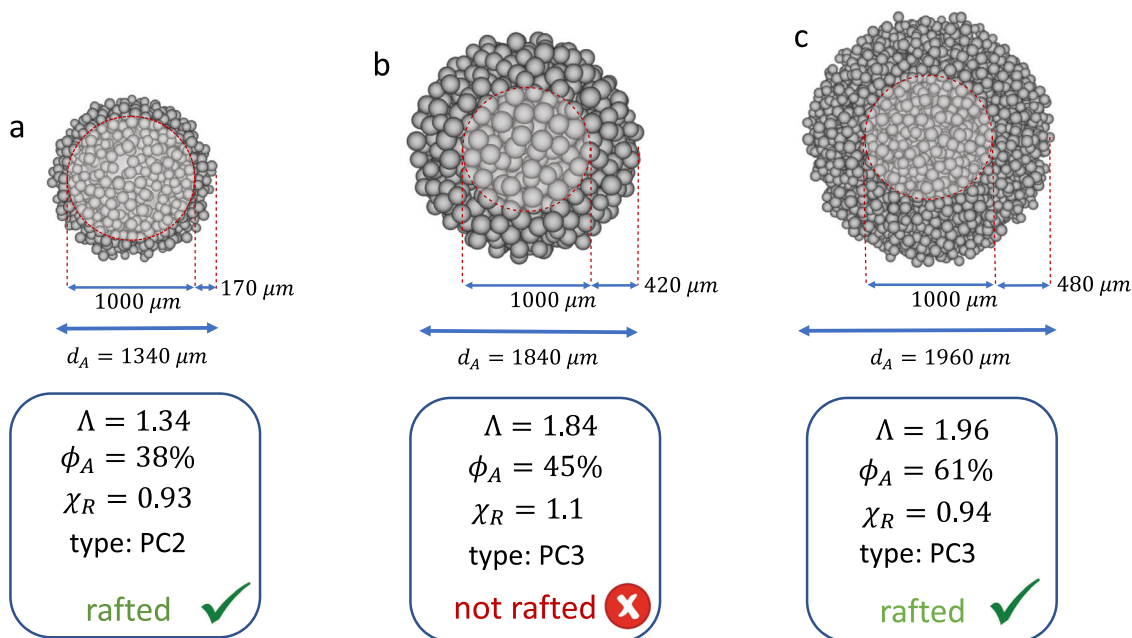 a
1000 μm
170 μm
d_A = 1340 μm
Λ = 1.34
ϕ_A = 38%
χ_R = 0.93
type: PC2
rafted
b
1000 μm
420 μm
d_A = 1840 μm
Λ = 1.84
ϕ_A = 45%
χ_R = 1.1
type: PC3
not rafted
c
1000 μm
480 μm
d_A = 1960 μm
Λ = 1.96
ϕ_A = 61%
χ_R = 0.94
type: PC3
rafted